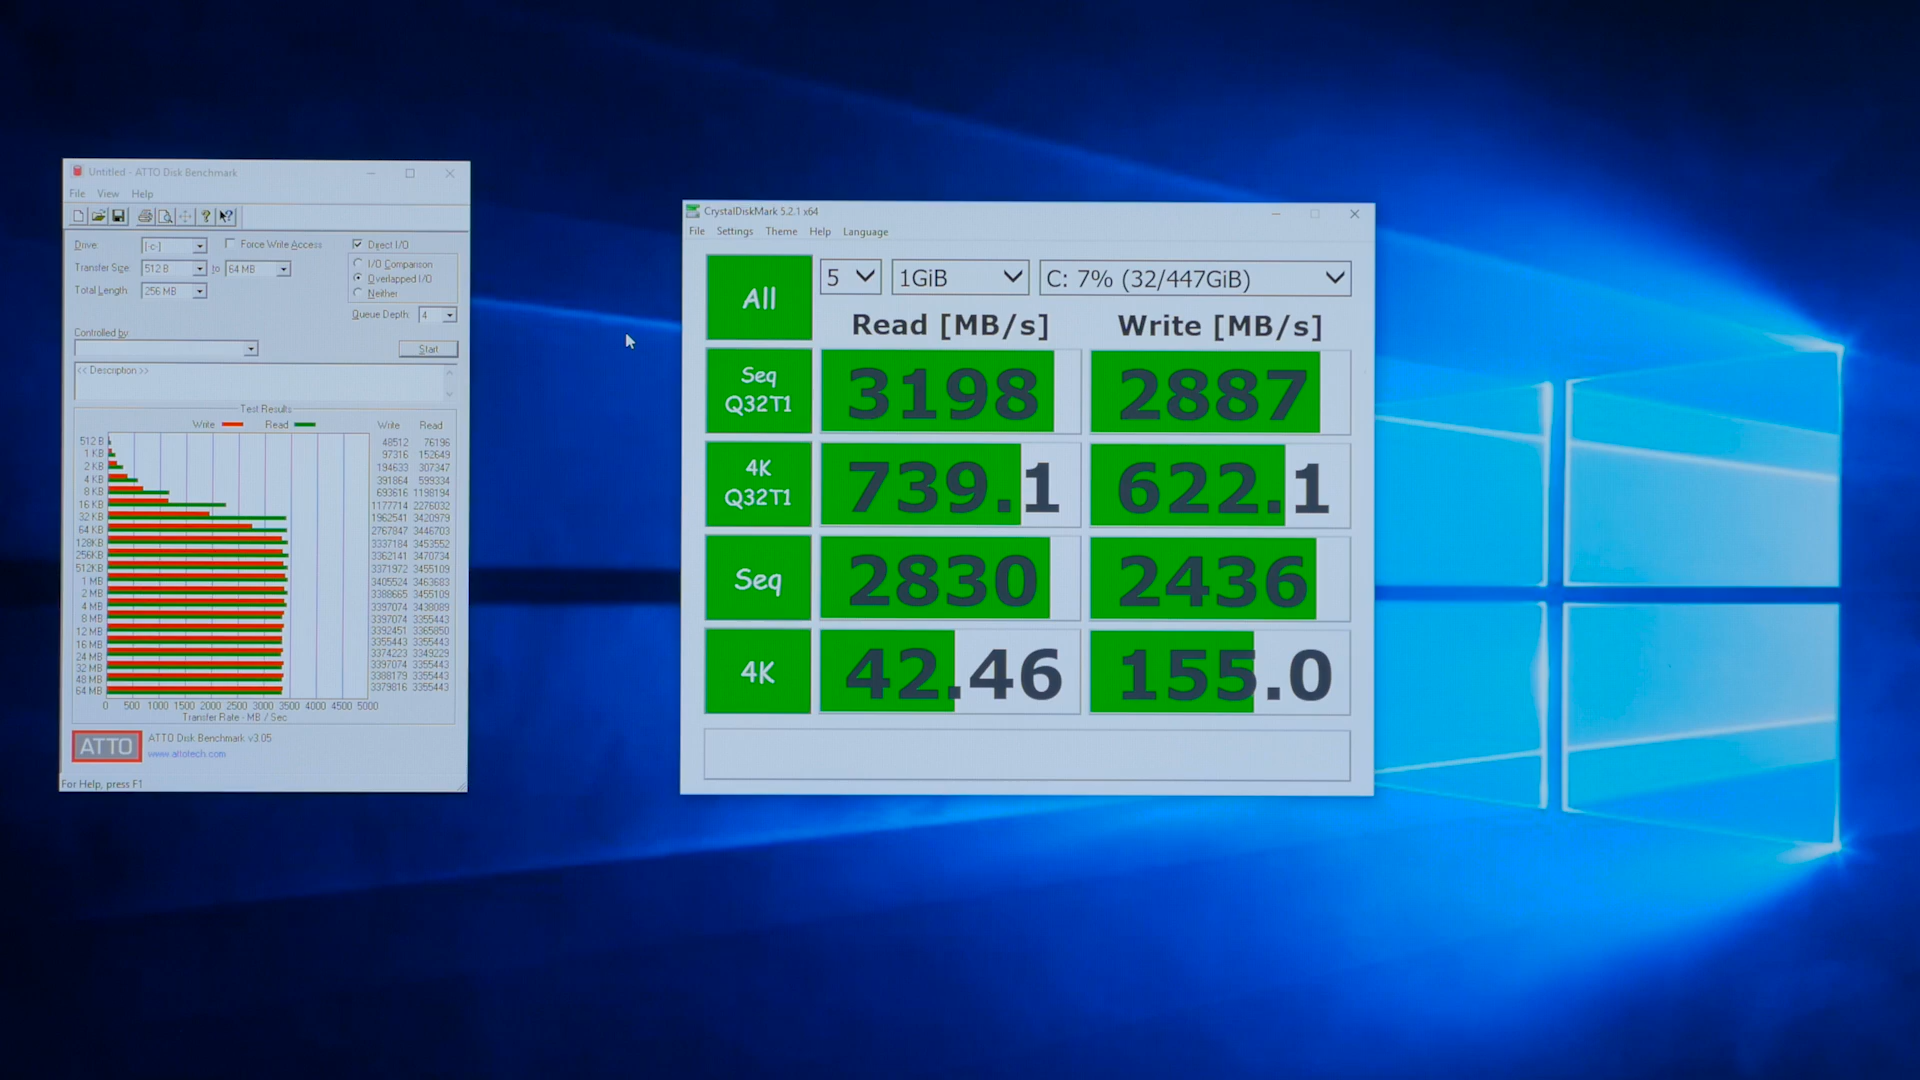 Untitled - ATTO Disk Benchmark
File View Help
Drive: [-c-] Force Write Access Direct I/O
Transfer Size: 512 B to 64 MB I/O Comparison
Overlapped I/O
Total Length: 256 MB Neither
Queue Depth: 4
Controlled by:
Start
<< Description >>
Test Results
Write Read Write Read
512 B 48512 76196
1 KB 97316 152649
2 KB 194633 307347
4 KB 391864 599334
8 KB 693616 1198194
16 KB 1177714 2276032
32 KB 1962541 3420979
64 KB 2767847 3446703
128KB 3337184 3453552
256KB 3362141 3470734
512KB 3371972 3455109
1 MB 3405524 3463683
2 MB 3388665 3455109
4 MB 3397074 3438089
8 MB 3397074 3355443
12 MB 3392451 3365850
16 MB 3355443 3355443
24 MB 3374223 3349229
32 MB 3397074 3355443
48 MB 3388179 3355443
64 MB 3379816 3355443
0 500 1000 1500 2000 2500 3000 3500 4000 4500 5000
Transfer Rate - MB / Sec
ATTO
ATTO Disk Benchmark v3.05
www.attotech.com
For Help, press F1
CrystalDiskMark 5.2.1 x64
File Settings Theme Help Language
All 5 1GiB C: 7% (32/447GiB)
Read [MB/s] Write [MB/s]
Seq
Q32T1 3198 2887
4K
Q32T1 739.1 622.1
Seq 2830 2436
4K 42.46 155.0